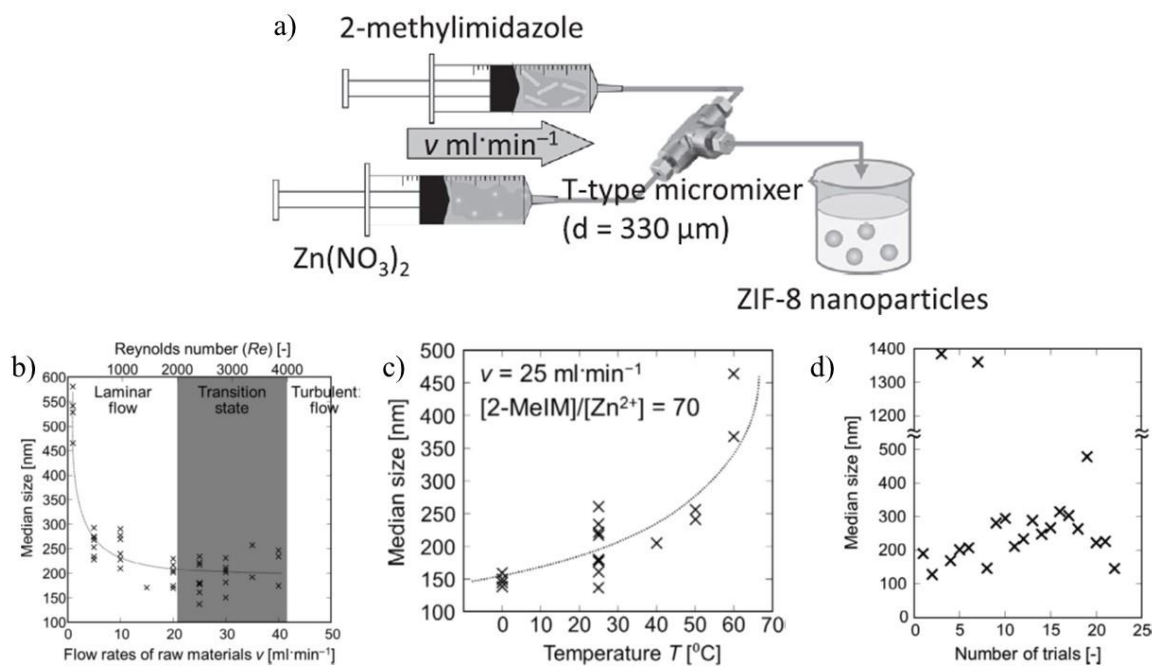 a)
2-methylimidazole
v ml·min⁻¹
T-type micromixer
(d = 330 μm)
Zn(NO₃)₂
ZIF-8 nanoparticles
b)
Reynolds number (Re) [-]
0 1000 2000 3000 4000
Laminar flow
Transition state
Turbulent flow
Median size [nm]
600
550
500
450
400
350
300
250
200
150
100
0 10 20 30 40 50
Flow rates of raw materials v [ml·min⁻¹]
c)
v = 25 ml·min⁻¹
[2-MeIM]/[Zn²⁺] = 70
Median size [nm]
500
450
400
350
300
250
200
150
100
0 10 20 30 40 50 60 70
Temperature T [°C]
d)
Median size [nm]
1400
1300
1200
500
400
300
200
100
0
0 5 10 15 20 25
Number of trials [-]